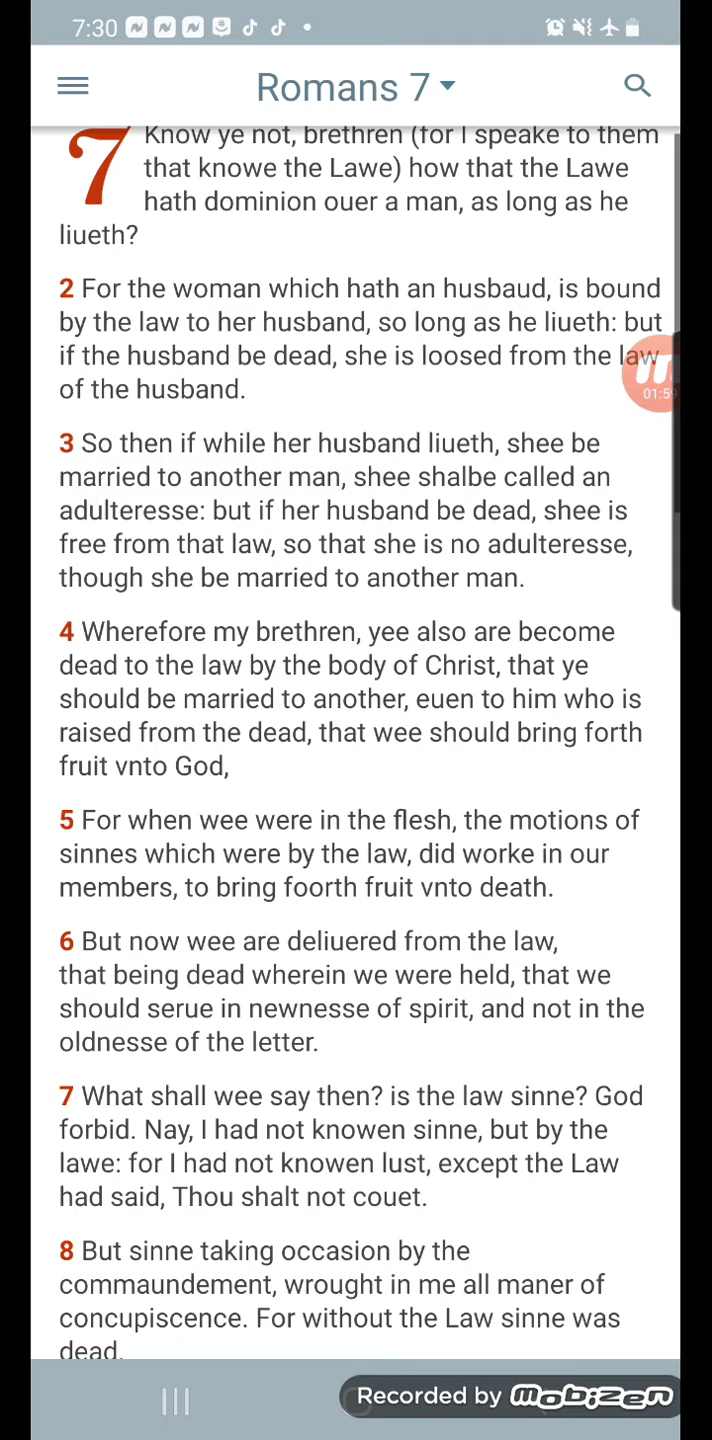 7:30
Romans 7
7 Know ye not, brethren (for I speake to them
that knowe the Lawe) how that the Lawe
hath dominion ouer a man, as long as he
liueth?
2 For the woman which hath an husbaud, is bound
by the law to her husband, so long as he liueth: but
if the husband be dead, she is loosed from the law
of the husband.
01:59
3 So then if while her husband liueth, shee be
married to another man, shee shalbe called an
adulteresse: but if her husband be dead, shee is
free from that law, so that she is no adulteresse,
though she be married to another man.
4 Wherefore my brethren, yee also are become
dead to the law by the body of Christ, that ye
should be married to another, euen to him who is
raised from the dead, that wee should bring forth
fruit vnto God,
5 For when wee were in the flesh, the motions of
sinnes which were by the law, did worke in our
members, to bring foorth fruit vnto death.
6 But now wee are deliuered from the law,
that being dead wherein we were held, that we
should serue in newnesse of spirit, and not in the
oldnesse of the letter.
7 What shall wee say then? is the law sinne? God
forbid. Nay, I had not knowen sinne, but by the
lawe: for I had not knowen lust, except the Law
had said, Thou shalt not couet.
8 But sinne taking occasion by the
commaundement, wrought in me all maner of
concupiscence. For without the Law sinne was
dead.
Recorded by Mobizen